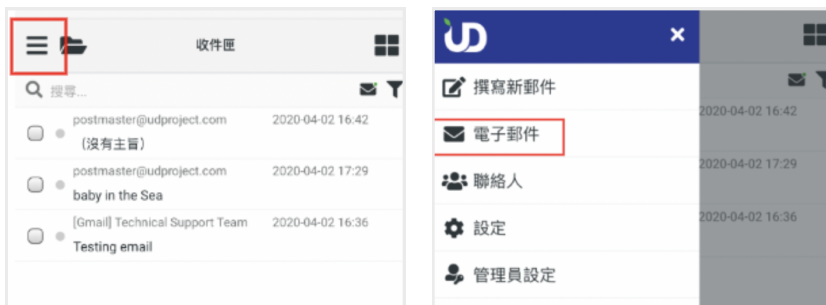 收件匣
搜尋...
postmaster@udproject.com 2020-04-02 16:42
(沒有主旨)
postmaster@udproject.com 2020-04-02 17:29
baby in the Sea
[Gmail] Technical Support Team 2020-04-02 16:36
Testing email
UD ×
撰寫新郵件
電子郵件
聯絡人
設定
管理員設定
2020-04-02 16:42
2020-04-02 17:29
2020-04-02 16:36